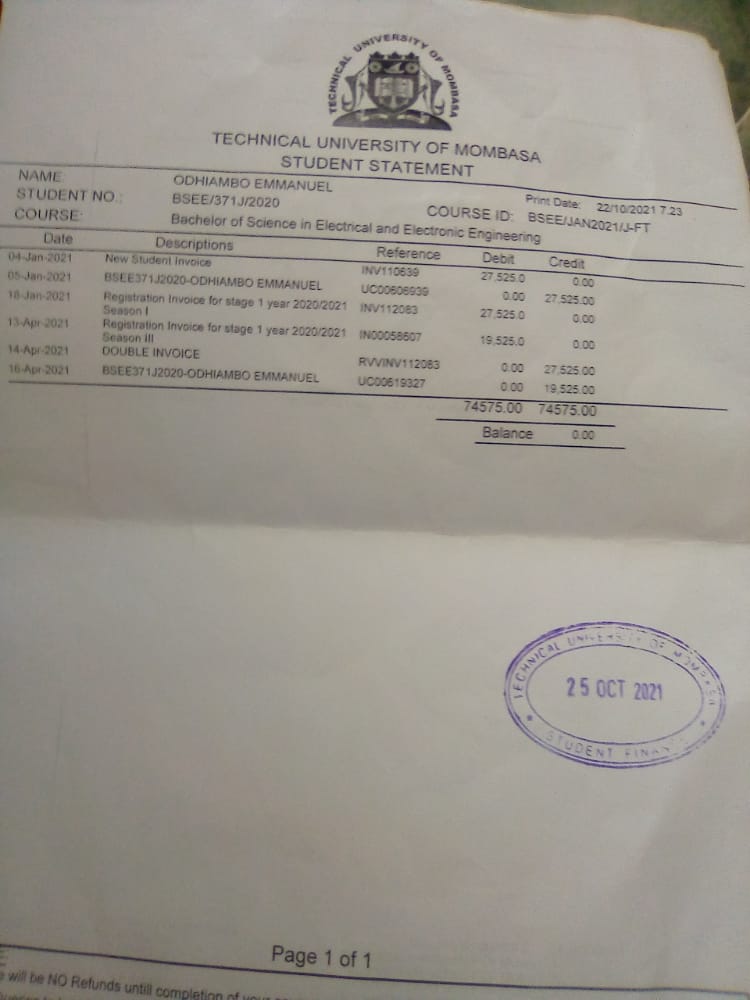 TECHNICAL UNIVERSITY OF MOMBASA
TECHNICAL UNIVERSITY OF MOMBASA
STUDENT STATEMENT
NAME: ODHIAMBO EMMANUEL
Print Date: 22/10/2021 7.23
STUDENT NO.: BSEE/371J/2020
COURSE ID: BSEE/JAN2021/J-FT
COURSE: Bachelor of Science in Electrical and Electronic Engineering
Date Descriptions Reference Debit Credit
04-Jan-2021 New Student Invoice INV110639 27,525.0 0.00
05-Jan-2021 BSEE371J2020-ODHIAMBO EMMANUEL UC00606939 0.00 27,525.00
18-Jan-2021 Registration Invoice for stage 1 year 2020/2021 INV112083 27,525.0 0.00
Season I
13-Apr-2021 Registration Invoice for stage 1 year 2020/2021 IN00058607 19,525.0 0.00
Season III
14-Apr-2021 DOUBLE INVOICE RVVINV112083 0.00 27,525.00
16-Apr-2021 BSEE371J2020-ODHIAMBO EMMANUEL UC00619327 0.00 19,525.00
74575.00 74575.00
Balance 0.00
TECHNICAL UNIVERSITY OF MOMBASA
25 OCT 2021
STUDENT FINANCE
Page 1 of 1
will be NO Refunds untill completion of